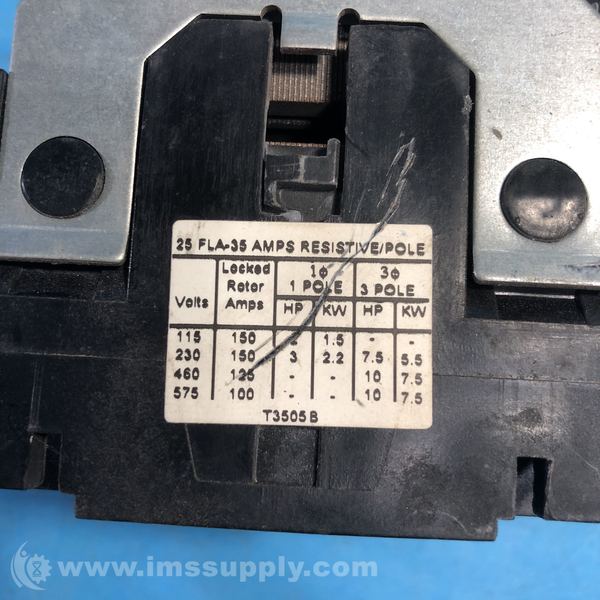 25 FLA-35 AMPS RESISTIVE/POLE
Volts Locked Rotor Amps 1ϕ 1 POLE 3ϕ 3 POLE
HP KW HP KW
115 150 1.5 - -
230 150 3 2.2 7.5 5.5
460 125 - - 10 7.5
575 100 - - 10 7.5
T3505B
www.imssupply.com